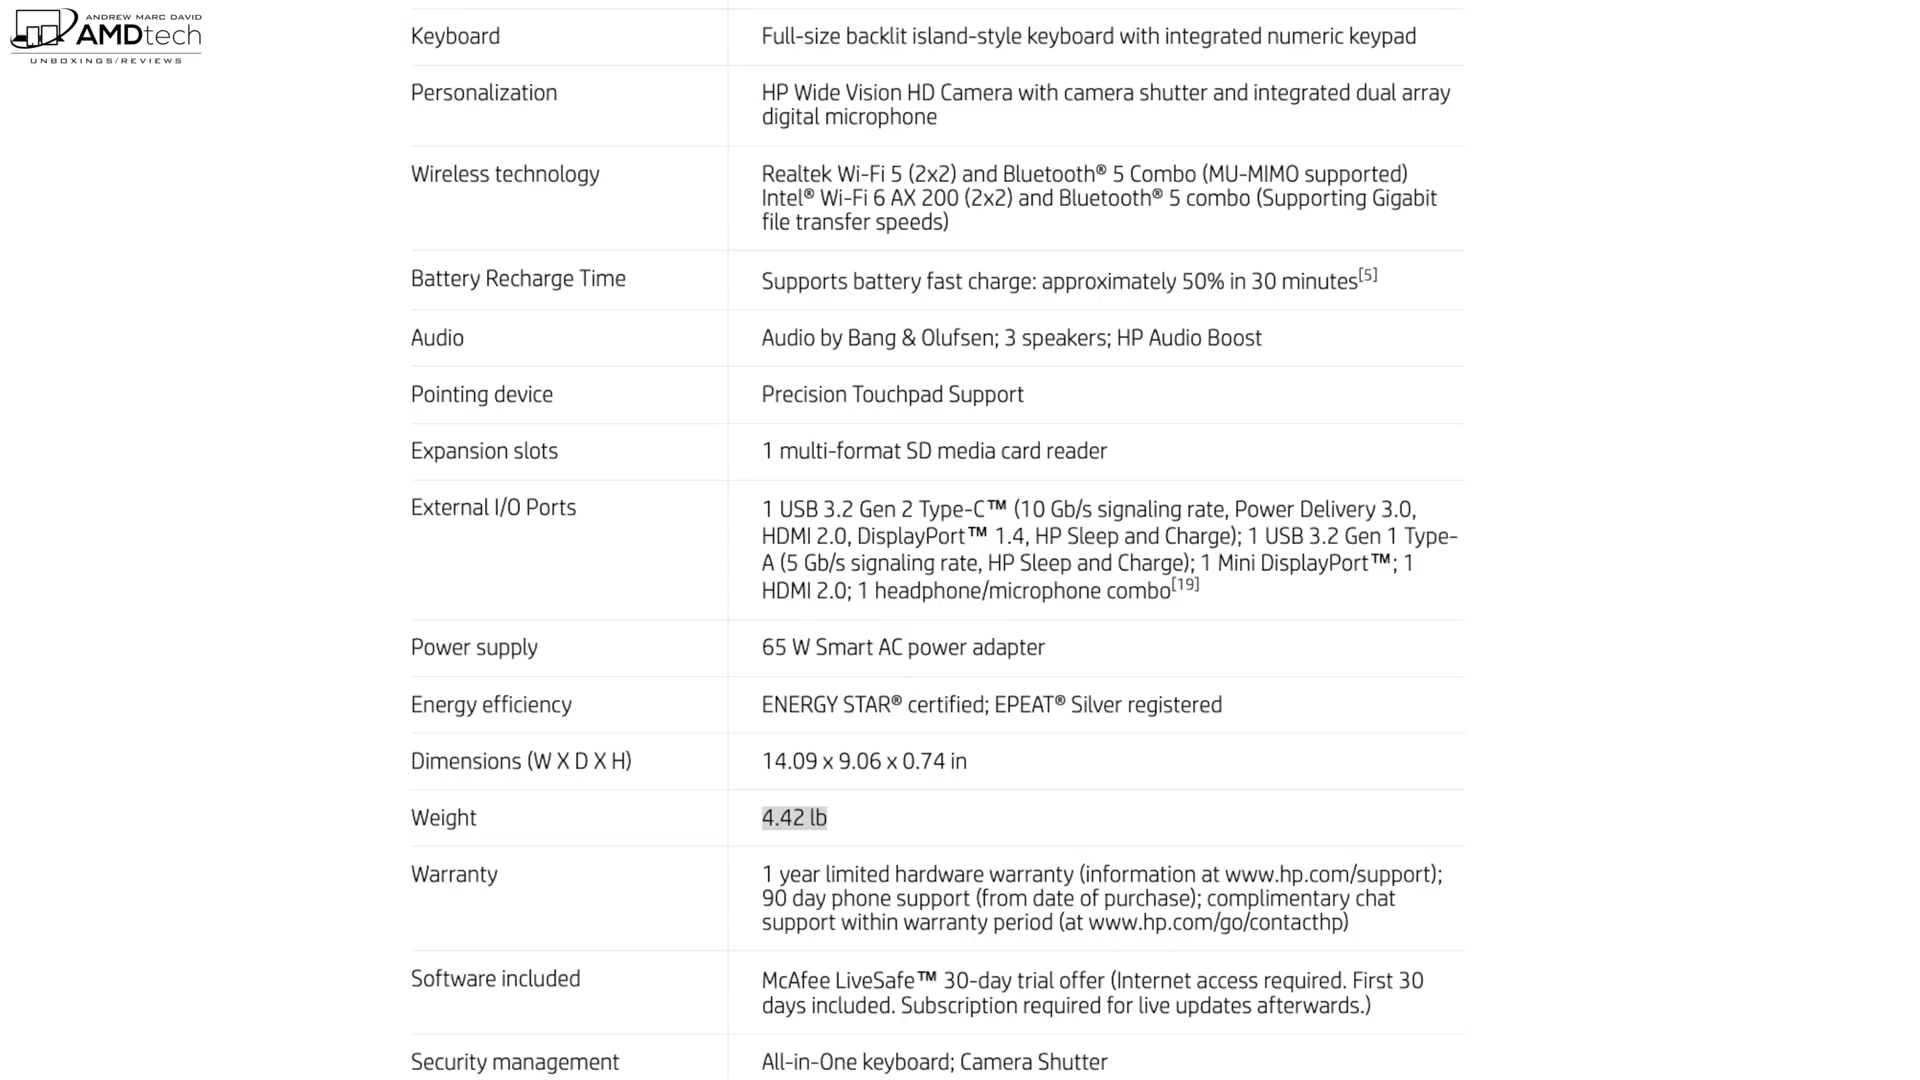 ANDREW MARC DAVID
AMDtech
UNBOXINGS/REVIEWS
Keyboard
Full-size backlit island-style keyboard with integrated numeric keypad
Personalization
HP Wide Vision HD Camera with camera shutter and integrated dual array
digital microphone
Wireless technology
Realtek Wi-Fi 5 (2x2) and Bluetooth® 5 Combo (MU-MIMO supported)
Intel® Wi-Fi 6 AX 200 (2x2) and Bluetooth® 5 combo (Supporting Gigabit
file transfer speeds)
Battery Recharge Time
Supports battery fast charge: approximately 50% in 30 minutes[5]
Audio
Audio by Bang & Olufsen; 3 speakers; HP Audio Boost
Pointing device
Precision Touchpad Support
Expansion slots
1 multi-format SD media card reader
External I/O Ports
1 USB 3.2 Gen 2 Type-C™ (10 Gb/s signaling rate, Power Delivery 3.0,
HDMI 2.0, DisplayPort™ 1.4, HP Sleep and Charge); 1 USB 3.2 Gen 1 Type-
A (5 Gb/s signaling rate, HP Sleep and Charge); 1 Mini DisplayPort™; 1
HDMI 2.0; 1 headphone/microphone combo[19]
Power supply
65 W Smart AC power adapter
Energy efficiency
ENERGY STAR® certified; EPEAT® Silver registered
Dimensions (W X D X H)
14.09 x 9.06 x 0.74 in
Weight
4.42 lb
Warranty
1 year limited hardware warranty (information at www.hp.com/support);
90 day phone support (from date of purchase); complimentary chat
support within warranty period (at www.hp.com/go/contacthp)
Software included
McAfee LiveSafe™ 30-day trial offer (Internet access required. First 30
days included. Subscription required for live updates afterwards.)
Security management
All-in-One keyboard; Camera Shutter